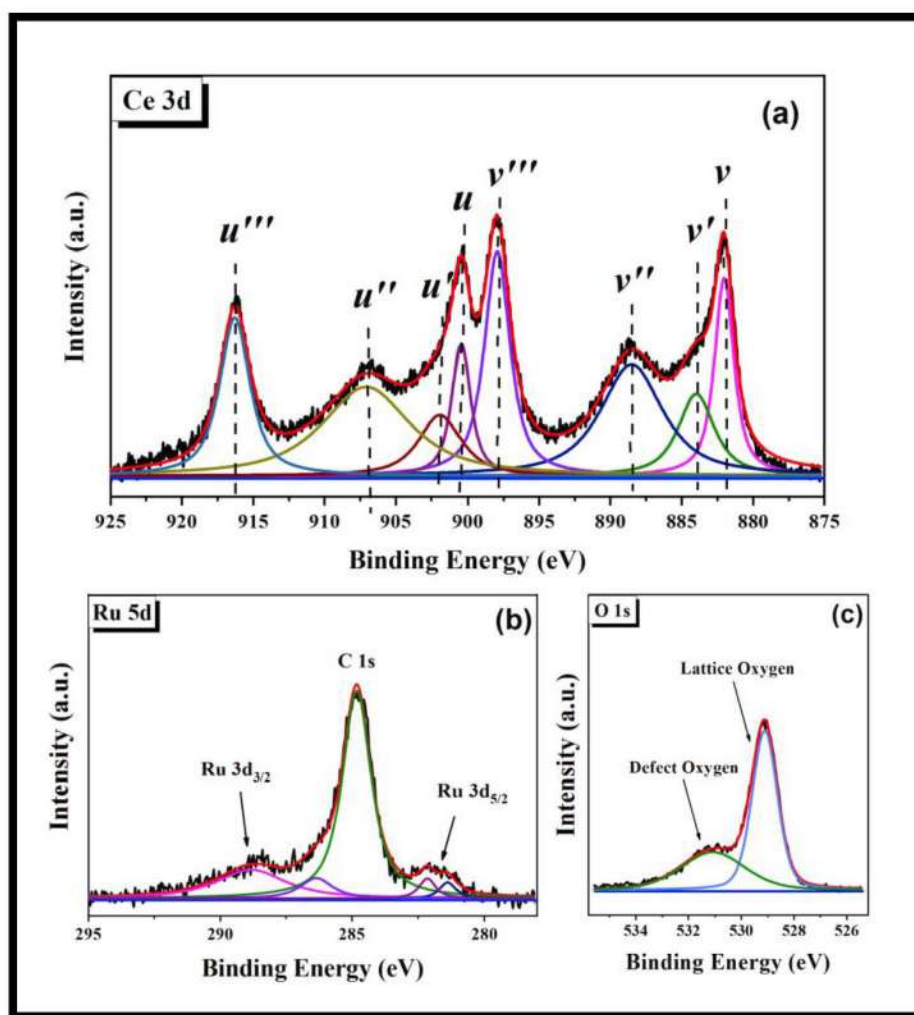 Ce 3d
(a)
u''' u'' u' u v''' v'' v' v
Intensity (a.u.)
925 920 915 910 905 900 895 890 885 880 875
Binding Energy (eV)
Ru 5d
(b)
C 1s
Ru 3d3/2
Ru 3d5/2
Intensity (a.u.)
295 290 285 280
Binding Energy (eV)
O 1s
(c)
Lattice Oxygen
Defect Oxygen
Intensity (a.u.)
534 532 530 528 526
Binding Energy (eV)